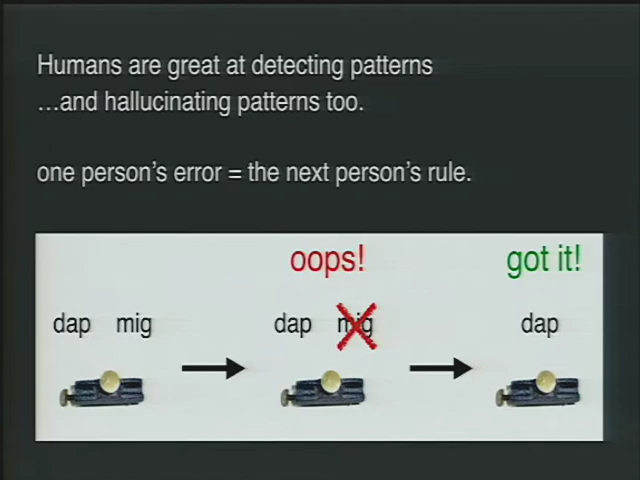 Humans are great at detecting patterns
...and hallucinating patterns too.
one person's error = the next person's rule.
oops! got it!
dap mig dap mig dap